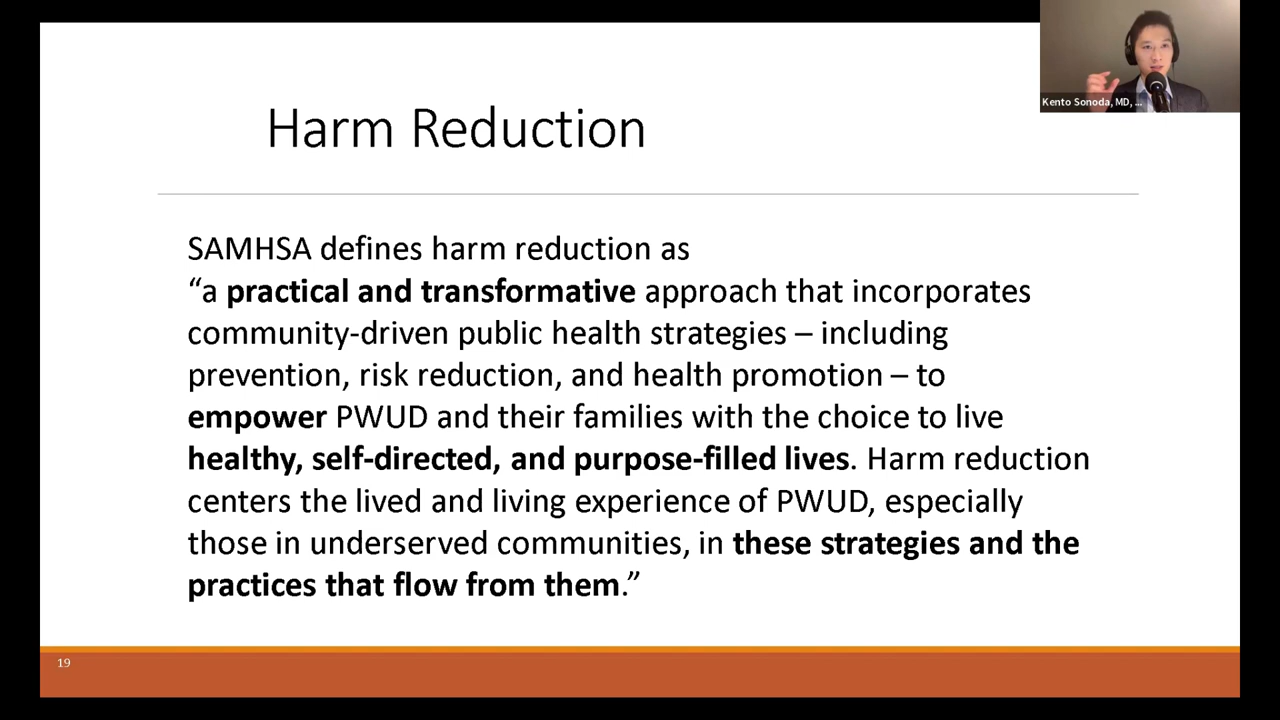 Kento Sonoda, MD, ...
Harm Reduction
SAMHSA defines harm reduction as
“a practical and transformative approach that incorporates
community-driven public health strategies – including
prevention, risk reduction, and health promotion – to
empower PWUD and their families with the choice to live
healthy, self-directed, and purpose-filled lives. Harm reduction
centers the lived and living experience of PWUD, especially
those in underserved communities, in these strategies and the
practices that flow from them.”
19